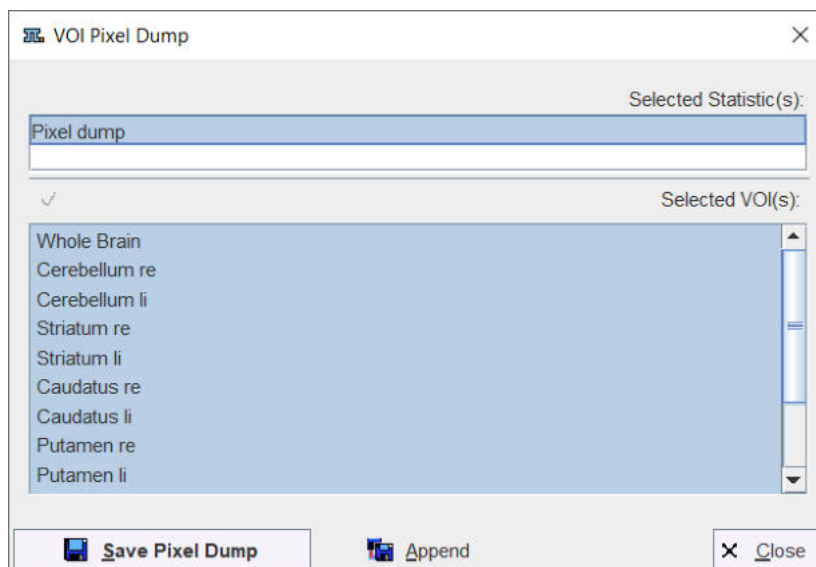 VOI Pixel Dump
Selected Statistic(s):
Pixel dump
Selected VOI(s):
Whole Brain
Cerebellum re
Cerebellum li
Striatum re
Striatum li
Caudatus re
Caudatus li
Putamen re
Putamen li
Save Pixel Dump
Append
Close